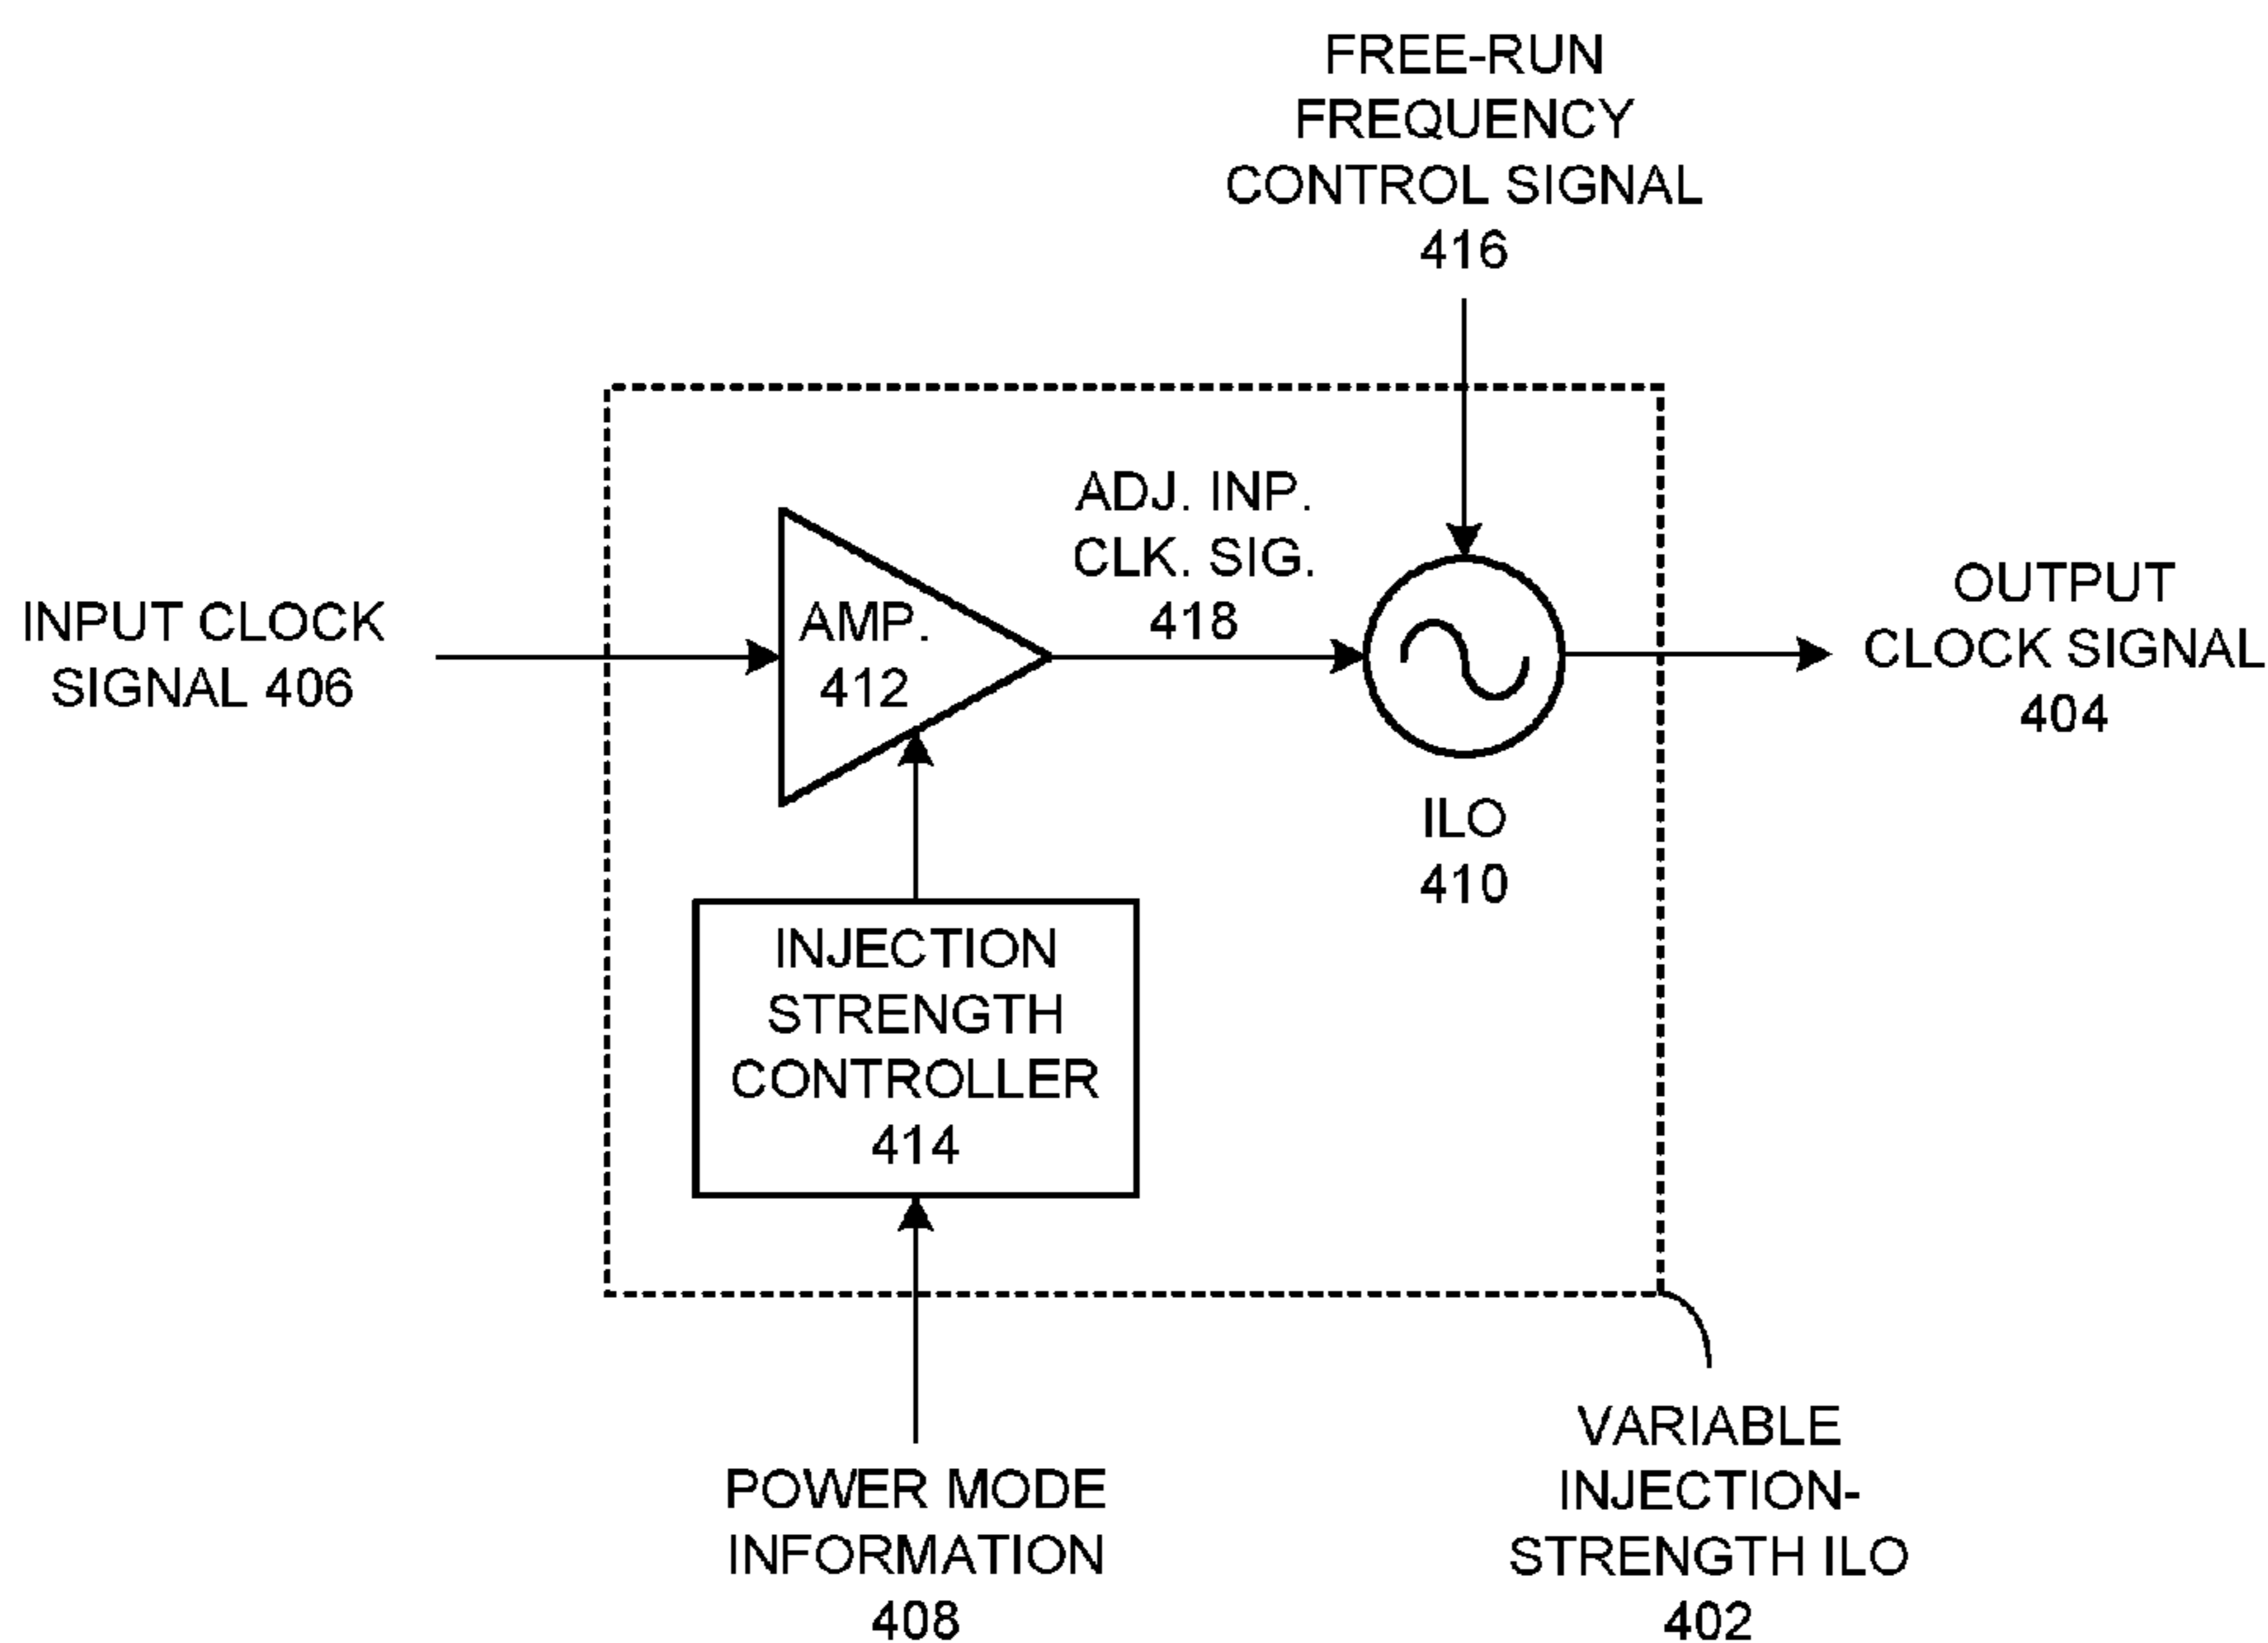 FREE-RUN
FREQUENCY
CONTROL SIGNAL
416
ADJ. INP.
CLK. SIG.
418
INPUT CLOCK
SIGNAL 406
AMP.
412
OUTPUT
CLOCK SIGNAL
404
ILO
410
INJECTION
STRENGTH
CONTROLLER
414
POWER MODE
INFORMATION
408
VARIABLE
INJECTION-
STRENGTH ILO
402